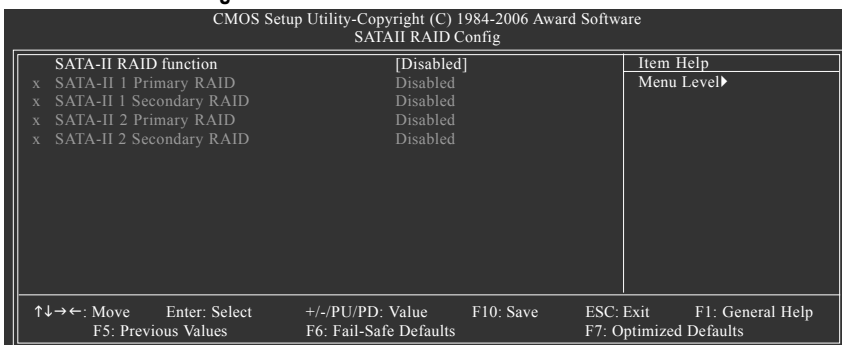 CMOS Setup Utility-Copyright (C) 1984-2006 Award Software
SATAII RAID Config
SATA-II RAID function [Disabled] Item Help
x SATA-II 1 Primary RAID Disabled Menu Level▶
x SATA-II 1 Secondary RAID Disabled
x SATA-II 2 Primary RAID Disabled
x SATA-II 2 Secondary RAID Disabled
↑↓→←: Move Enter: Select +/-/PU/PD: Value F10: Save ESC: Exit F1: General Help
F5: Previous Values F6: Fail-Safe Defaults F7: Optimized Defaults